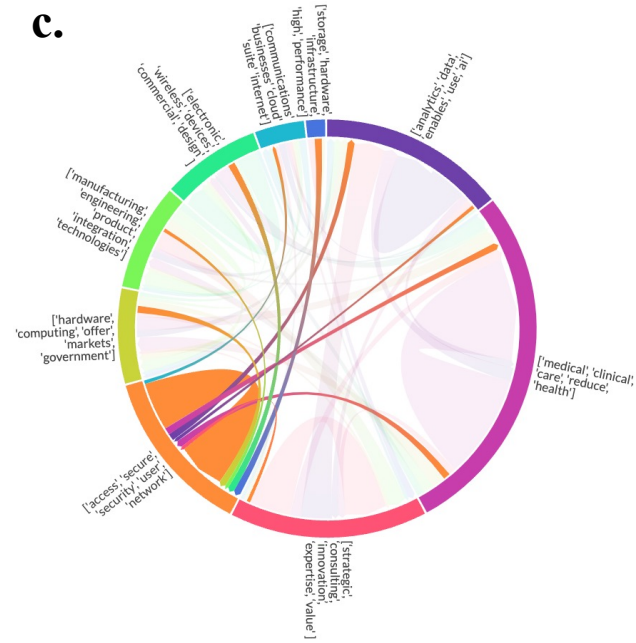 c.
['storage', 'hardware',
'infrastructure',
'high', 'performance']
['analytics', 'data',
'enables', 'use', 'ai']
['communications'
'businesses', 'cloud'
'suite' 'internet']
['electronic',
'wireless', 'devices',
'commercial', 'design'
]
['manufacturing,
'engineering',
'product',
'integration',
'technologies']
['hardware',
'computing', 'offer',
'markets',
'government']
['medical', 'clinical',
'care', 'reduce',
'health']
['access', 'secure',
'security', 'user',
'network']
['strategic',
'consulting',
'innovation',
'expertise', 'value']